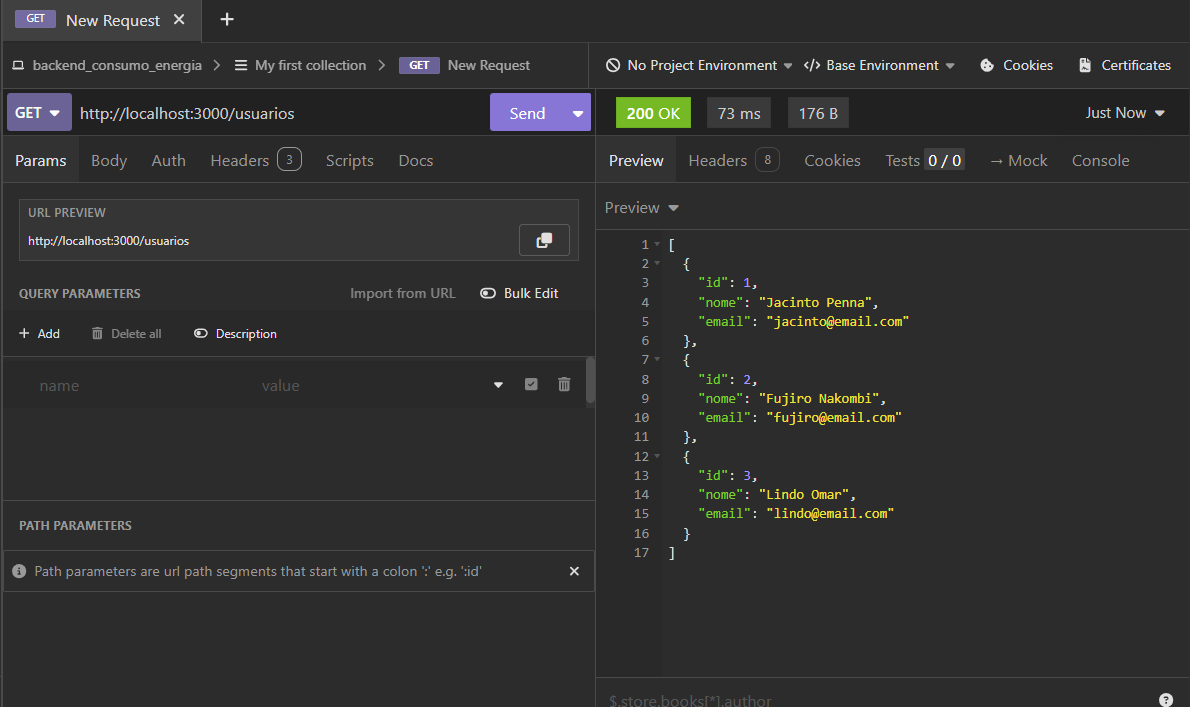 GET New Request
backend_consumo_energia My first collection GET New Request
No Project Environment Base Environment Cookies Certificates
GET http://localhost:3000/usuarios Send
200 OK 73 ms 176 B Just Now
Params Body Auth Headers 3 Scripts Docs
Preview Headers 8 Cookies Tests 0 / 0 → Mock Console
URL PREVIEW
http://localhost:3000/usuarios
QUERY PARAMETERS Import from URL Bulk Edit
+ Add Delete all Description
name value
PATH PARAMETERS
Path parameters are url path segments that start with a colon ':' e.g. ':id'
Preview
1 [
2 {
3 "id": 1,
4 "nome": "Jacinto Penna",
5 "email": "jacinto@email.com"
6 },
7 {
8 "id": 2,
9 "nome": "Fujiro Nakombi",
10 "email": "fujiro@email.com"
11 },
12 {
13 "id": 3,
14 "nome": "Lindo Omar",
15 "email": "lindo@email.com"
16 }
17 ]
$.store.books[*].author